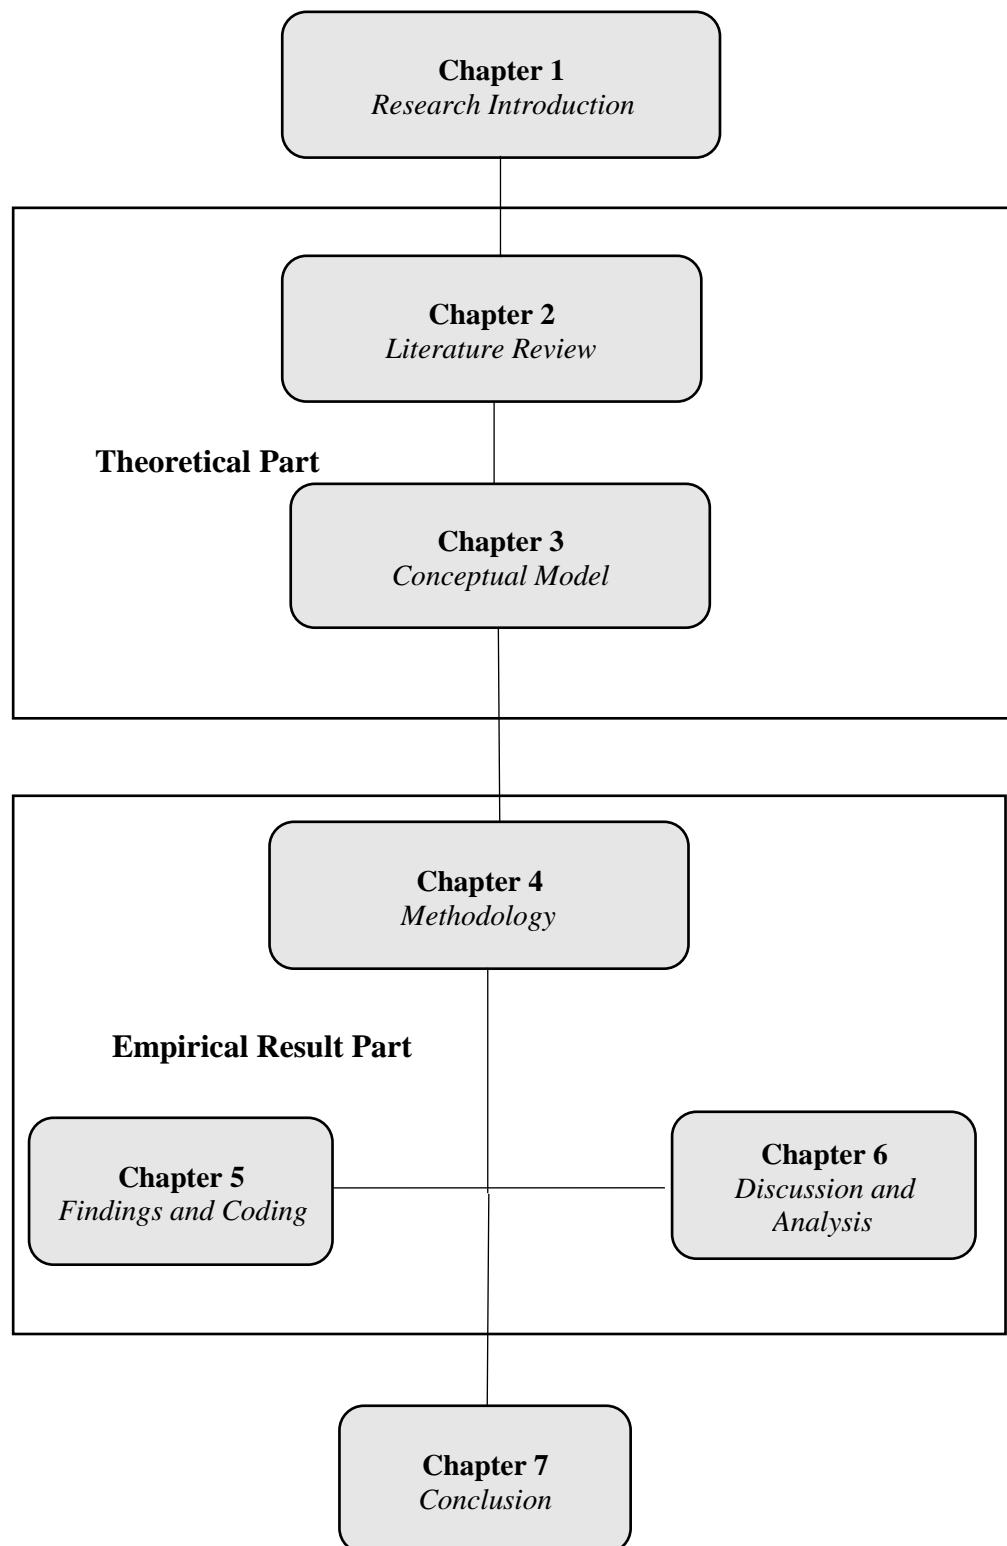 Chapter 1
Research Introduction
Chapter 2
Literature Review
Theoretical Part
Chapter 3
Conceptual Model
Chapter 4
Methodology
Empirical Result Part
Chapter 5
Findings and Coding
Chapter 6
Discussion and
Analysis
Chapter 7
Conclusion